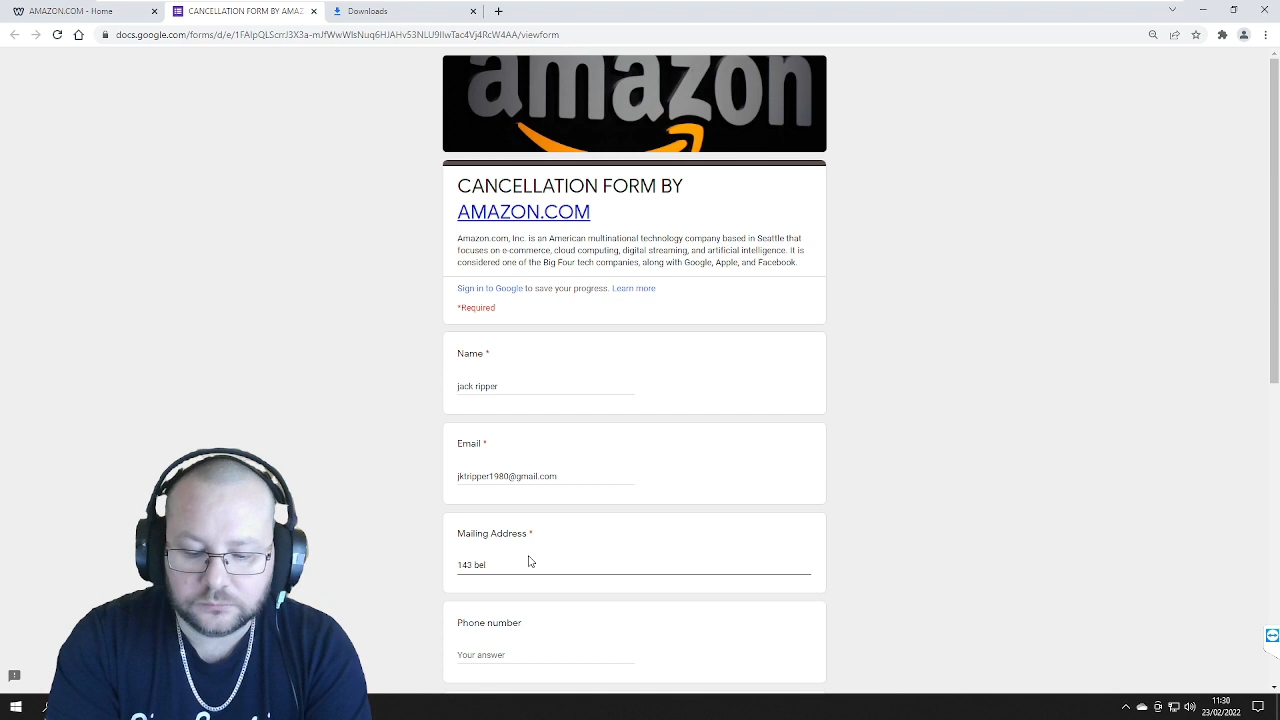 AMAZON.COM - Home
CANCELLATION FORM BY AMAZ
Downloads
docs.google.com/forms/d/e/1FAIpQLScrrJ3X3a-mJfWwWlsNuq6HJAHv53NLU9IIwTac4Vj4RcW4AA/viewform
amazon
CANCELLATION FORM BY
AMAZON.COM
Amazon.com, Inc. is an American multinational technology company based in Seattle that
focuses on e-commerce, cloud computing, digital streaming, and artificial intelligence. It is
considered one of the Big Four tech companies, along with Google, Apple, and Facebook.
Sign in to Google to save your progress. Learn more
*Required
Name *
jack ripper
Email *
jktripper1980@gmail.com
Mailing Address *
143 bel
Phone number
Your answer
11:30
23/02/2022